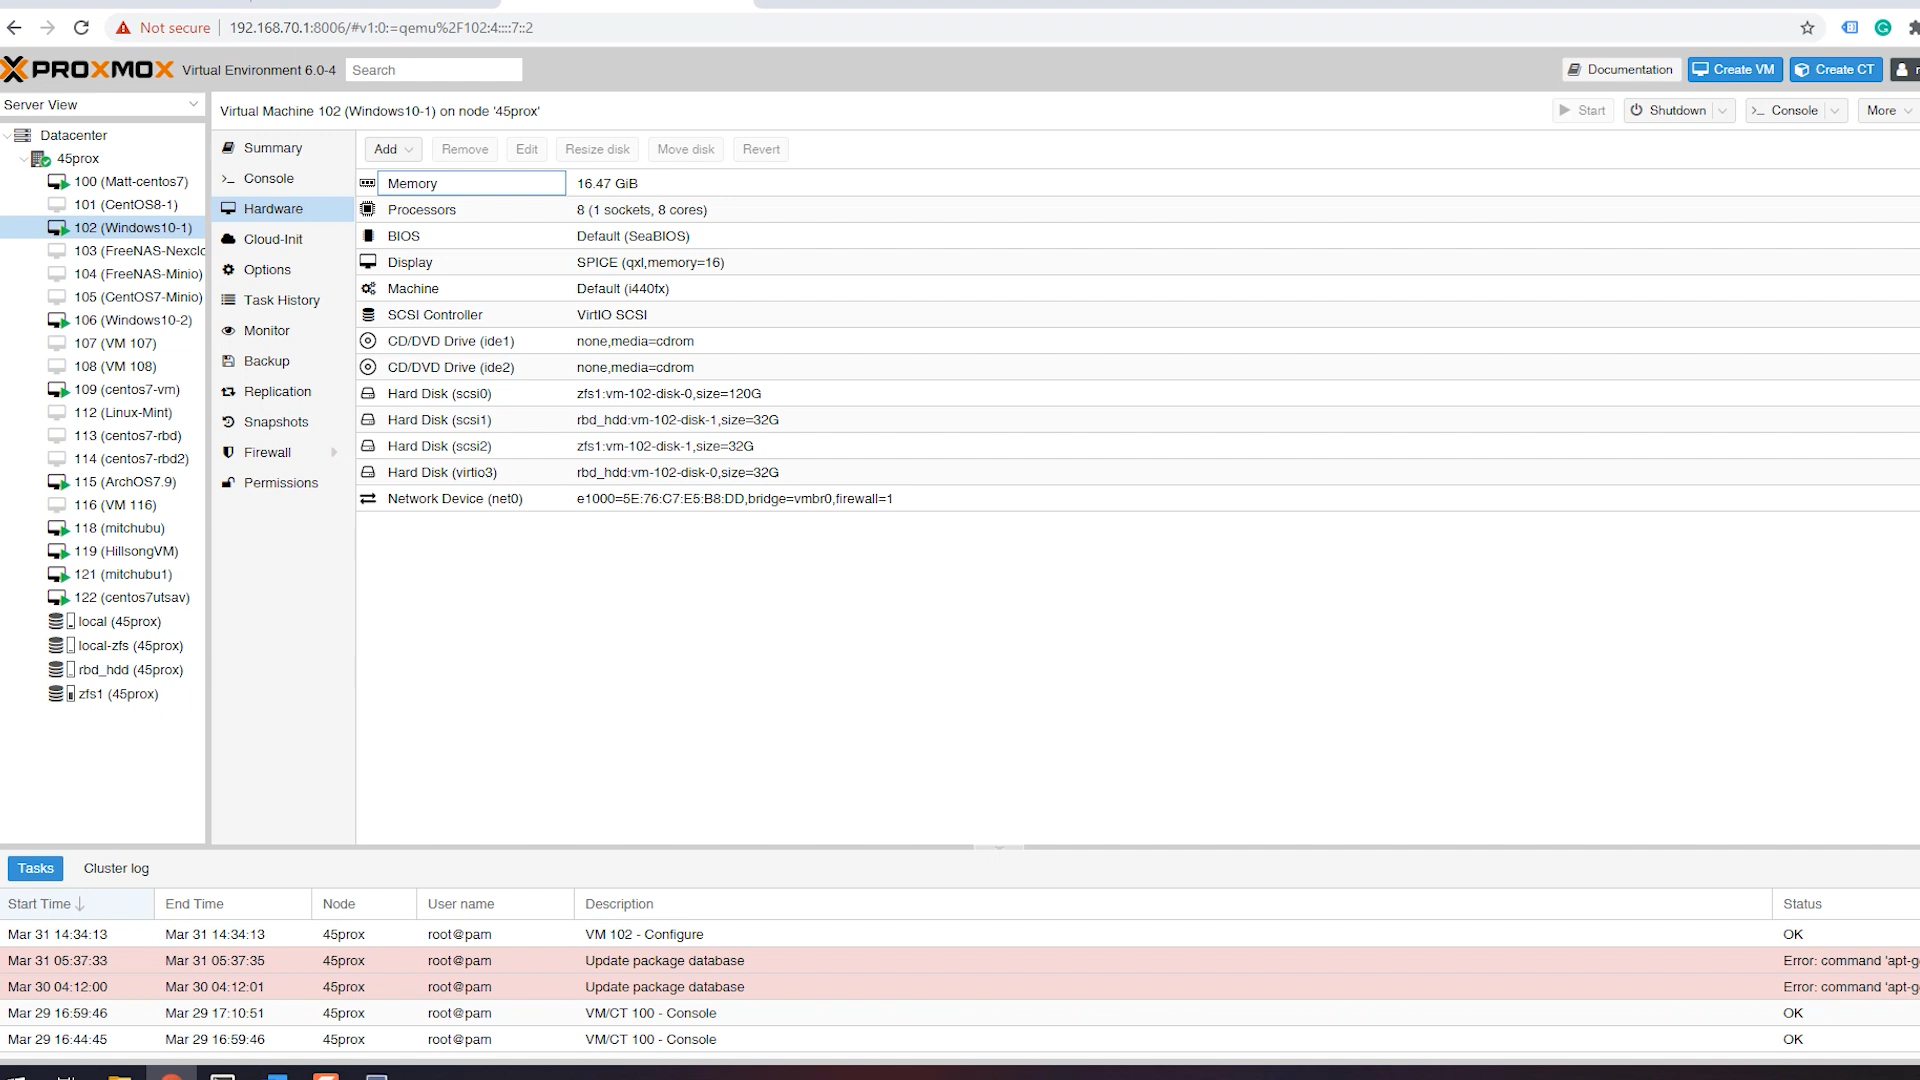 Not secure 192.168.70.1:8006/#v1:0:=qemu%2F102:4::::7::2
PROXMOX Virtual Environment 6.0-4 Search Documentation Create VM Create CT
Server View
Virtual Machine 102 (Windows10-1) on node '45prox' Start Shutdown Console More
Datacenter
45prox
100 (Matt-centos7)
101 (CentOS8-1)
102 (Windows10-1)
103 (FreeNAS-Nexclo
104 (FreeNAS-Minio)
105 (CentOS7-Minio)
106 (Windows10-2)
107 (VM 107)
108 (VM 108)
109 (centos7-vm)
112 (Linux-Mint)
113 (centos7-rbd)
114 (centos7-rbd2)
115 (ArchOS7.9)
116 (VM 116)
118 (mitchubu)
119 (HillsongVM)
121 (mitchubu1)
122 (centos7utsav)
local (45prox)
local-zfs (45prox)
rbd_hdd (45prox)
zfs1 (45prox)
Summary
Console
Hardware
Cloud-Init
Options
Task History
Monitor
Backup
Replication
Snapshots
Firewall
Permissions
Add Remove Edit Resize disk Move disk Revert
Memory 16.47 GiB
Processors 8 (1 sockets, 8 cores)
BIOS Default (SeaBIOS)
Display SPICE (qxl,memory=16)
Machine Default (i440fx)
SCSI Controller VirtIO SCSI
CD/DVD Drive (ide1) none,media=cdrom
CD/DVD Drive (ide2) none,media=cdrom
Hard Disk (scsi0) zfs1:vm-102-disk-0,size=120G
Hard Disk (scsi1) rbd_hdd:vm-102-disk-1,size=32G
Hard Disk (scsi2) zfs1:vm-102-disk-1,size=32G
Hard Disk (virtio3) rbd_hdd:vm-102-disk-0,size=32G
Network Device (net0) e1000=5E:76:C7:E5:B8:DD,bridge=vmbr0,firewall=1
Tasks Cluster log
Start Time End Time Node User name Description Status
Mar 31 14:34:13 Mar 31 14:34:13 45prox root@pam VM 102 - Configure OK
Mar 31 05:37:33 Mar 31 05:37:35 45prox root@pam Update package database Error: command 'apt-g
Mar 30 04:12:00 Mar 30 04:12:01 45prox root@pam Update package database Error: command 'apt-g
Mar 29 16:59:46 Mar 29 17:10:51 45prox root@pam VM/CT 100 - Console OK
Mar 29 16:44:45 Mar 29 16:59:46 45prox root@pam VM/CT 100 - Console OK